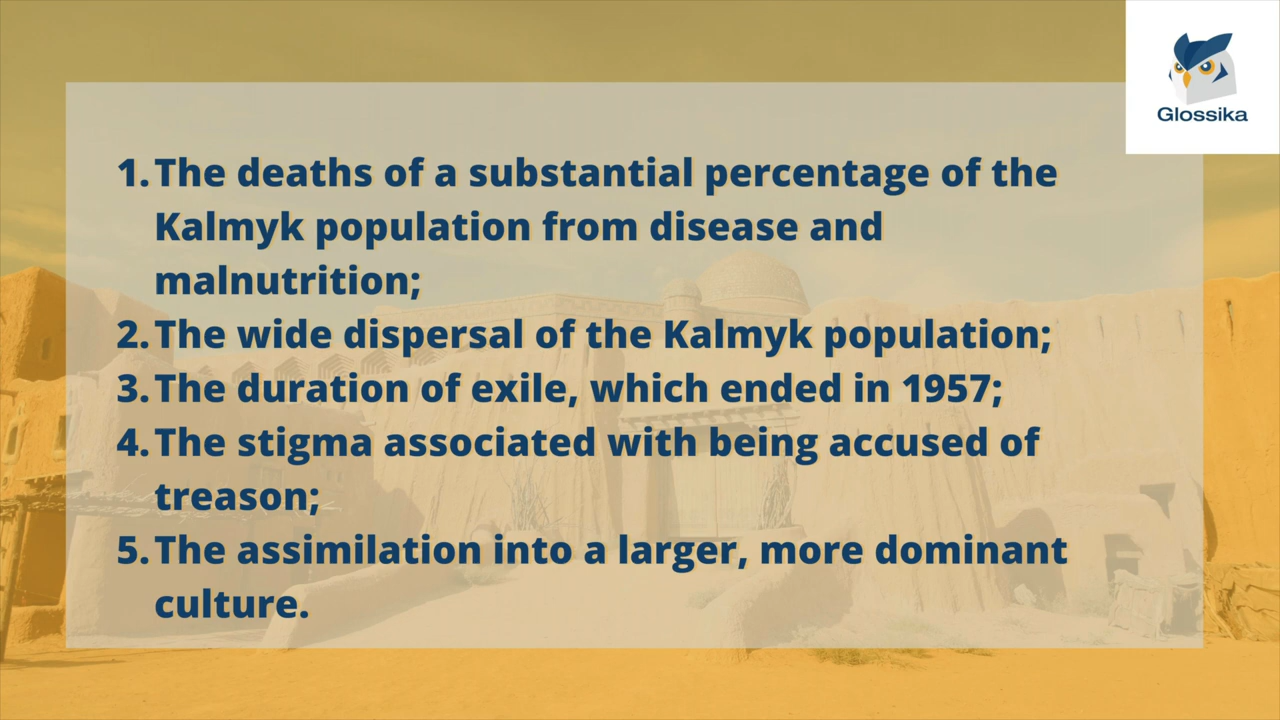 Glossika
1. The deaths of a substantial percentage of the
Kalmyk population from disease and
malnutrition;
2. The wide dispersal of the Kalmyk population;
3. The duration of exile, which ended in 1957;
4. The stigma associated with being accused of
treason;
5. The assimilation into a larger, more dominant
culture.